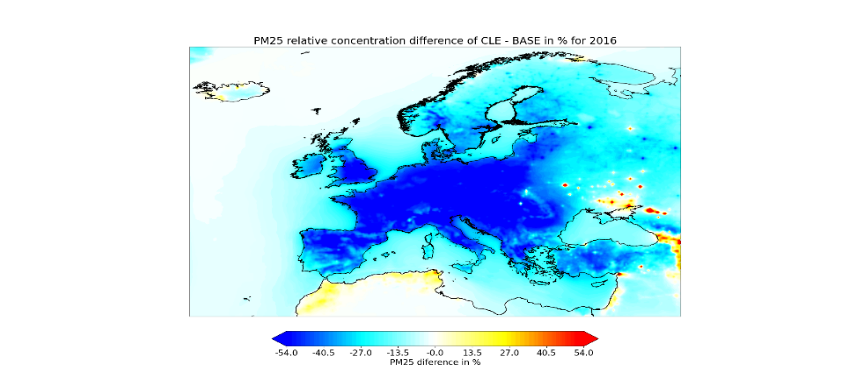 PM25 relative concentration difference of CLE - BASE in % for 2016
-54.0 -40.5 -27.0 -13.5 -0.0 13.5 27.0 40.5 54.0
PM25 diference in %